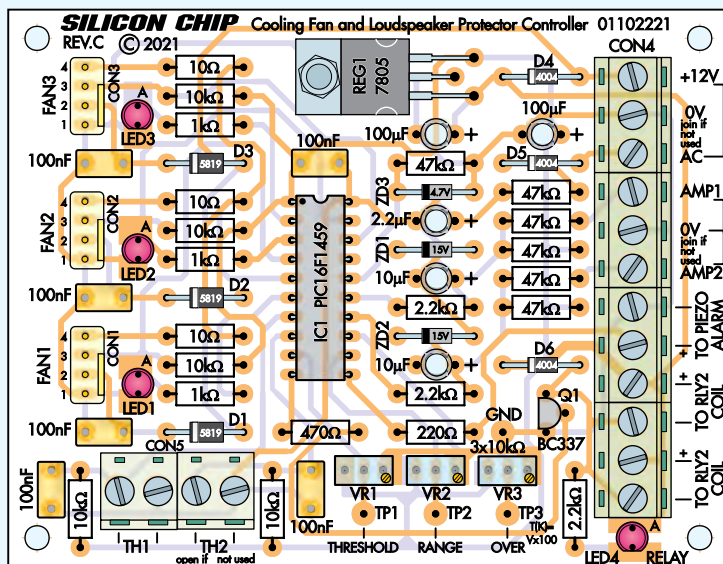 SILICON CHIP Cooling Fan and Loudspeaker Protector Controller 01102221
REV.C © 2021
CON4
FAN3
4
3
2
1
CON3
A
LED3
10Ω
10kΩ
1kΩ
REG1
7805
D4
4004
100µF
100µF
+12V
0V
join if
not
used
AC
100nF
5819
D3
100nF
47kΩ
D5
4004
ZD3
4.7V
AMP1
FAN2
4
3
2
1
CON2
A
LED2
10Ω
10kΩ
1kΩ
IC1 PIC16F1459
2.2µF
ZD1
15V
10µF
47kΩ
47kΩ
47kΩ
47kΩ
47kΩ
0V
join if
not
used
AMP2
100nF
5819
D2
2.2kΩ
ZD2
15V
+
TO PIEZO
ALARM
FAN1
4
3
2
1
CON1
A
LED1
10Ω
10kΩ
1kΩ
10µF
2.2kΩ
D6
4004
+
TO RLY2
COIL
100nF
5819
D1
470Ω
220Ω
GND
3x10kΩ
Q1
BC337
+
TO RLY2
COIL
CON5
100nF
10kΩ
10kΩ
100nF
VR1
VR2
VR3
2.2kΩ
TP1
TP2
TP3
T(K)=
Vx100
TH1
TH2
open if not used
THRESHOLD
RANGE
OVER
LED4
A
RELAY